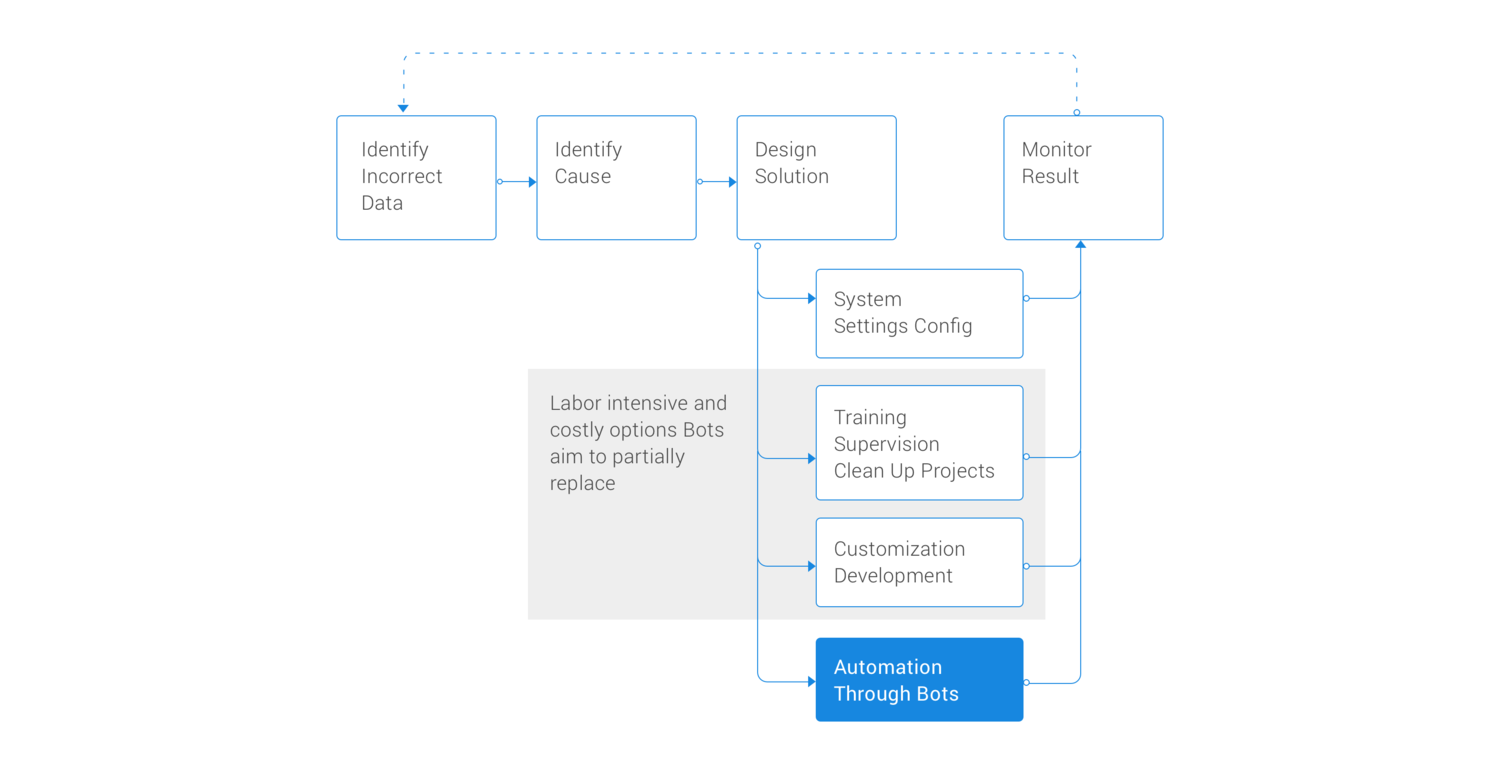 Identify
Incorrect
Data
Identify
Cause
Design
Solution
Monitor
Result
System
Settings Config
Labor intensive and
costly options Bots
aim to partially
replace
Training
Supervision
Clean Up Projects
Customization
Development
Automation
Through Bots